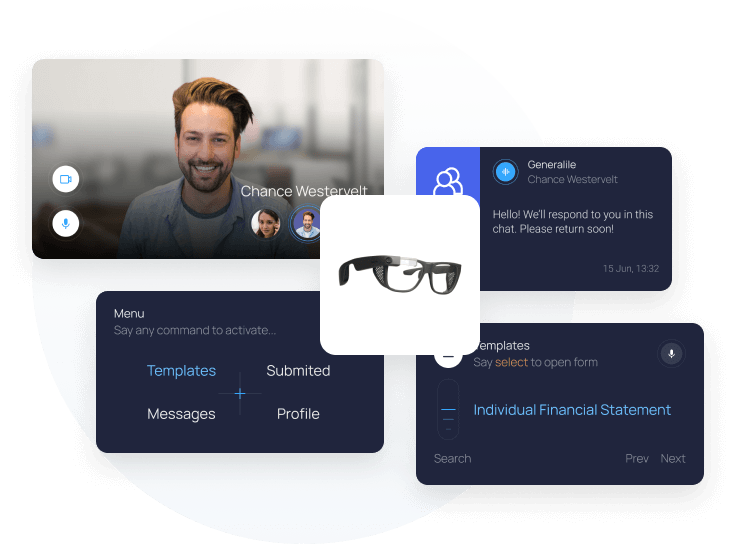 Chance Westervelt
Generalile
Chance Westervelt
Hello! We'll respond to you in this
chat. Please return soon!
15 Jun, 13:32
Menu
Say any command to activate...
Templates
Submited
Messages
Profile
emplates
Say select to open form
Individual Financial Statement
Search
Prev
Next